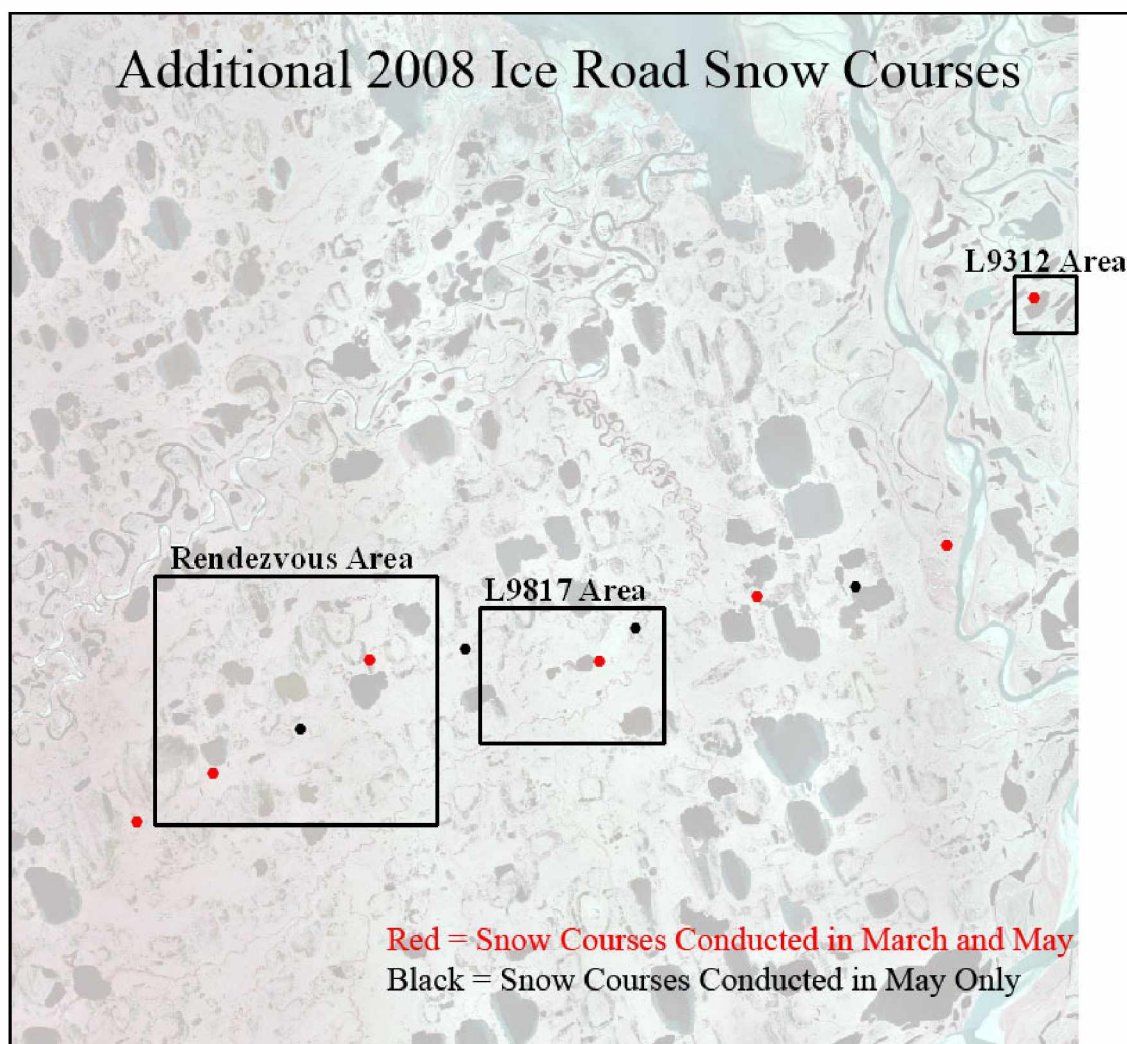 Additional 2008 Ice Road Snow Courses
L9312 Area
Rendezvous Area
L9817 Area
Red = Snow Courses Conducted in March and May
Black = Snow Courses Conducted in May Only